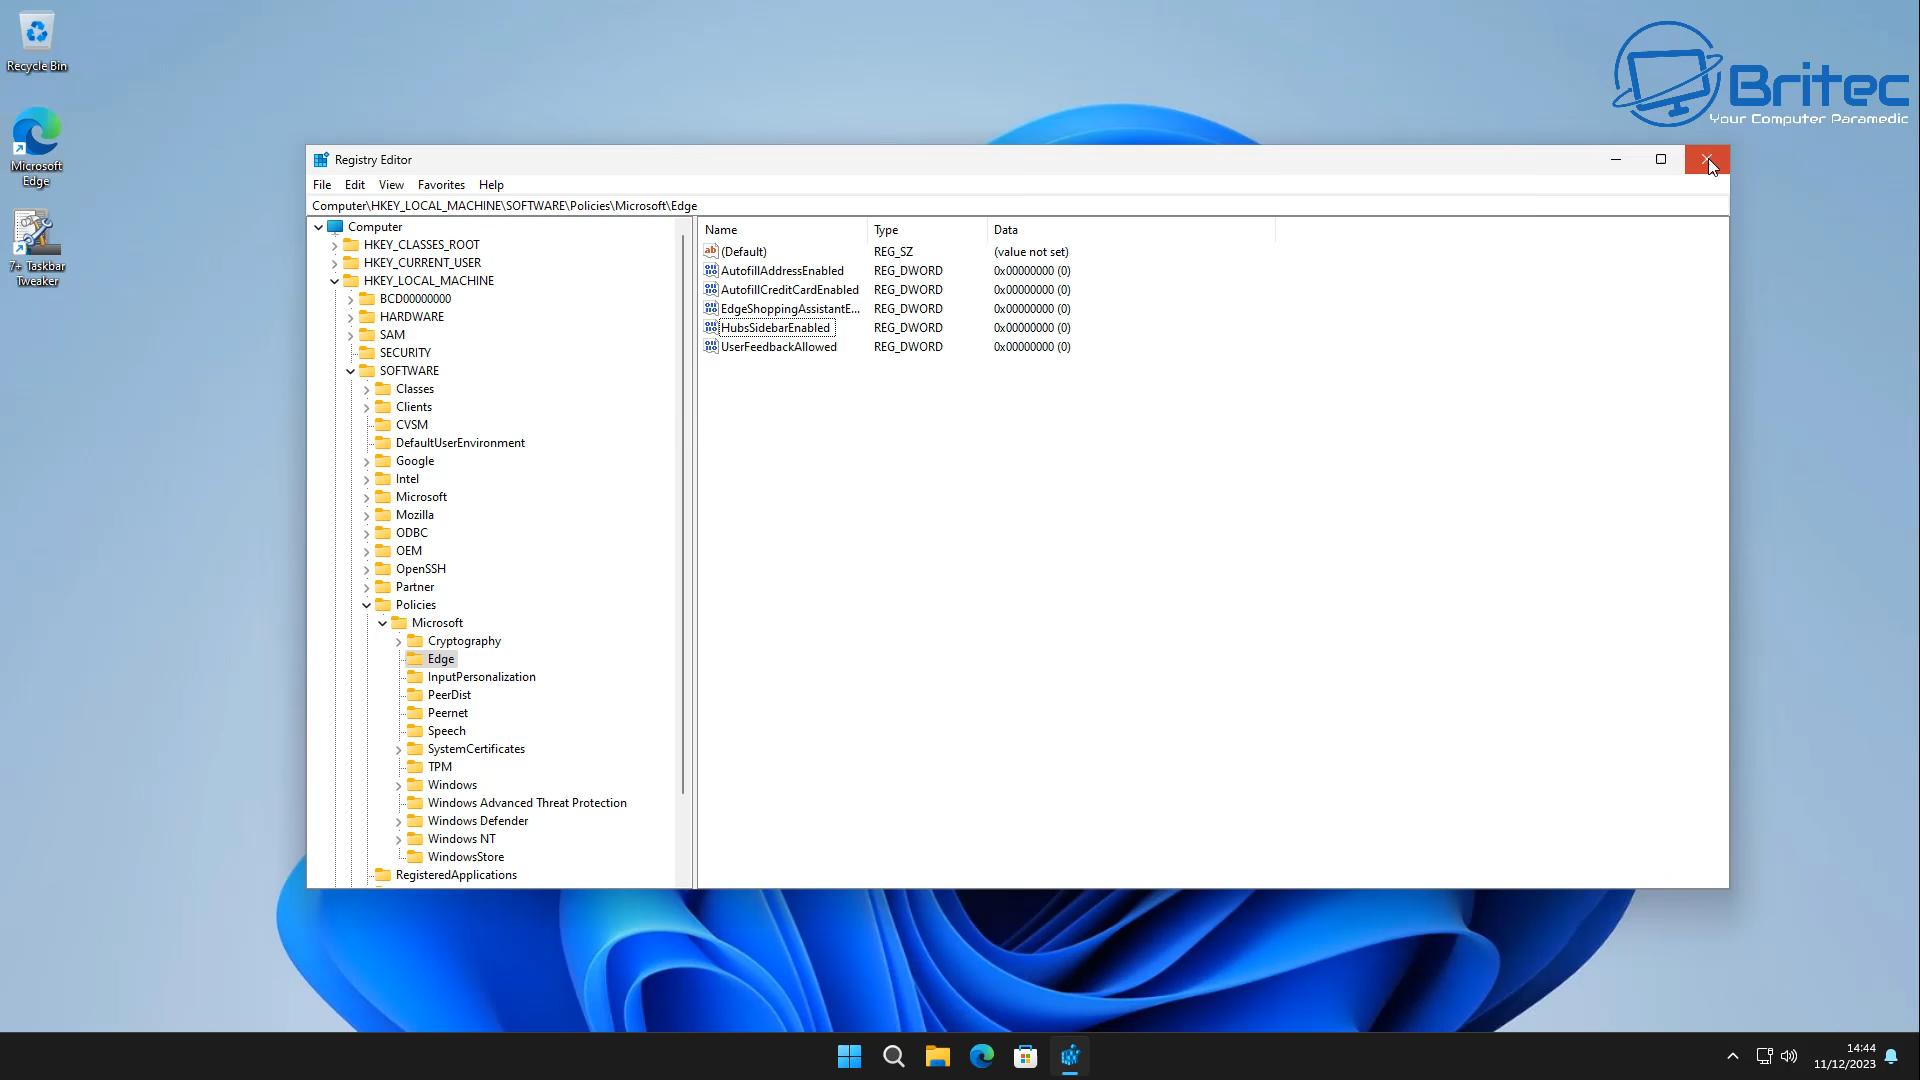 Recycle Bin
Microsoft
Edge
7+ Taskbar
Tweaker
Britec
Your Computer Paramedic
Registry Editor
File Edit View Favorites Help
Computer\HKEY_LOCAL_MACHINE\SOFTWARE\Policies\Microsoft\Edge
Computer
HKEY_CLASSES_ROOT
HKEY_CURRENT_USER
HKEY_LOCAL_MACHINE
BCD00000000
HARDWARE
SAM
SECURITY
SOFTWARE
Classes
Clients
CVSM
DefaultUserEnvironment
Google
Intel
Microsoft
Mozilla
ODBC
OEM
OpenSSH
Partner
Policies
Microsoft
Cryptography
Edge
InputPersonalization
PeerDist
Peernet
Speech
SystemCertificates
TPM
Windows
Windows Advanced Threat Protection
Windows Defender
Windows NT
WindowsStore
RegisteredApplications
Name Type Data
(Default) REG_SZ (value not set)
AutofillAddressEnabled REG_DWORD 0x00000000 (0)
AutofillCreditCardEnabled REG_DWORD 0x00000000 (0)
EdgeShoppingAssistantE... REG_DWORD 0x00000000 (0)
HubsSidebarEnabled REG_DWORD 0x00000000 (0)
UserFeedbackAllowed REG_DWORD 0x00000000 (0)
14:44
11/12/2023